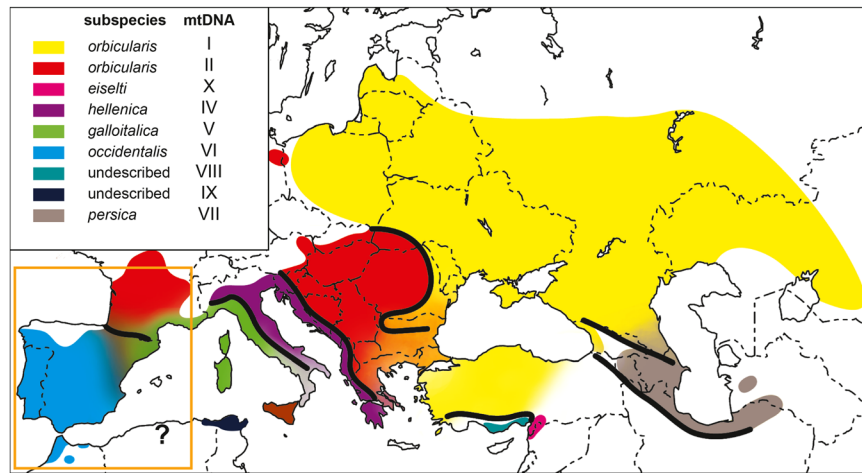 subspecies mtDNA
orbicularis I
orbicularis II
eiselti X
hellenica IV
galloitalica V
occidentalis VI
undescribed VIII
undescribed IX
persica VII
?